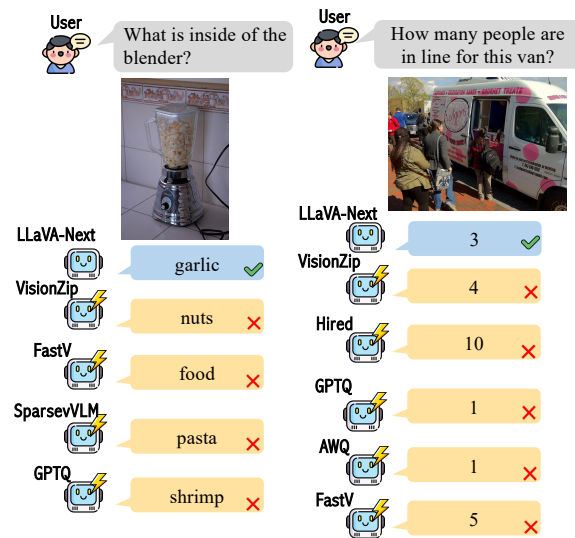 User
What is inside of the
blender?
LLaVA-Next
garlic
VisionZip
nuts
FastV
food
SparsevVLM
pasta
GPTQ
shrimp
User
How many people are
in line for this van?
LLaVA-Next
3
VisionZip
4
Hired
10
GPTQ
1
AWQ
1
FastV
5